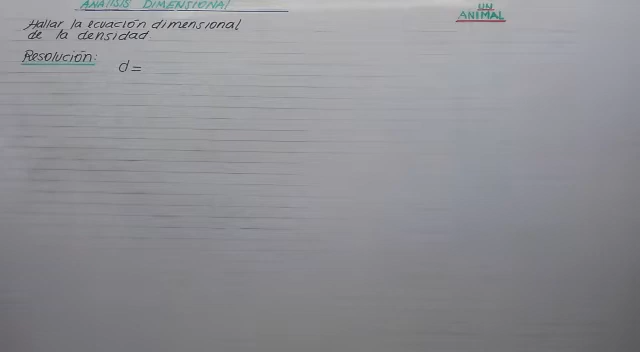 ANÁLISIS DIMENSIONAL
UN
ANIMAL
Hallar la ecuación dimensional
de la densidad.
Resolución:
d =